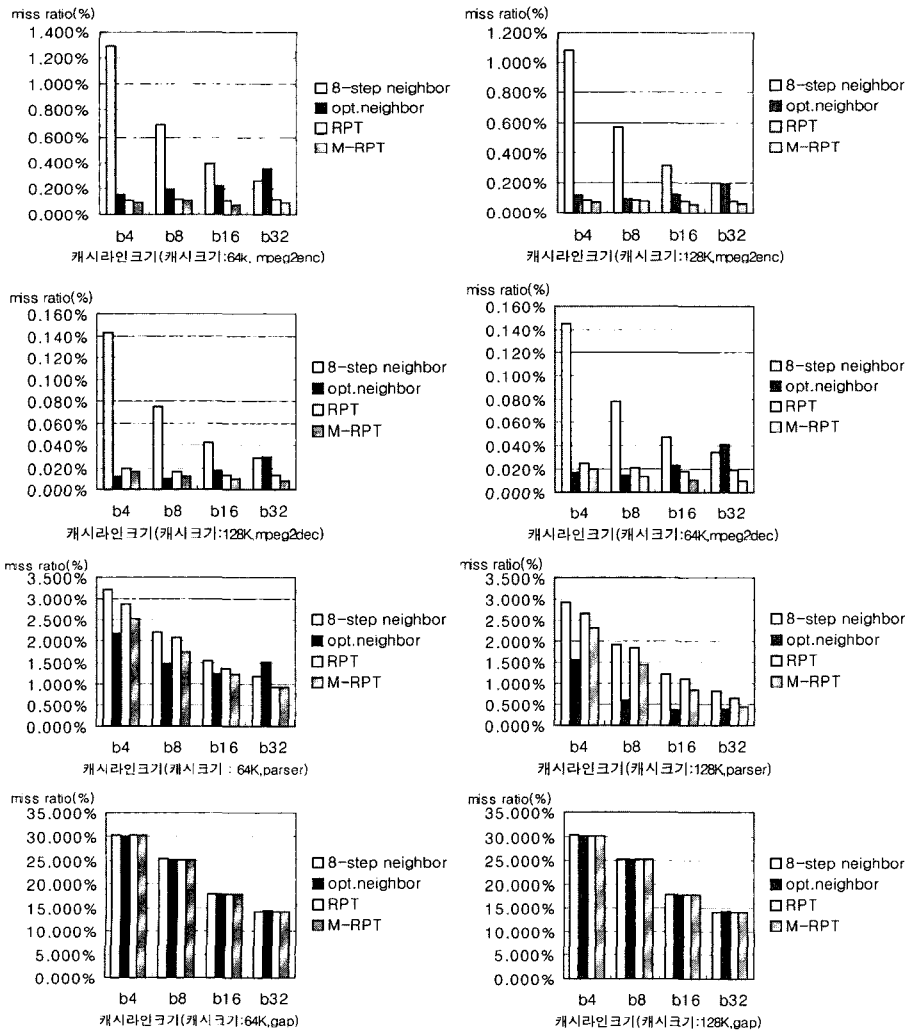 miss ratio(%)
1.400%
1.200%
1.000%
0.800%
0.600%
0.400%
0.200%
0.000%
b4 b8 b16 b32
8-step neighbor
opt.neighbor
RPT
M-RPT
캐시라인크기(캐시크기:64k, mpeg2enc)
miss ratio(%)
1.200%
1.000%
0.800%
0.600%
0.400%
0.200%
0.000%
b4 b8 b16 b32
8-step neighbor
opt.neighbor
RPT
M-RPT
캐시라인크기(캐시크기:128K,mpeg2enc)
miss ratio(%)
0.160%
0.140%
0.120%
0.100%
0.080%
0.060%
0.040%
0.020%
0.000%
b4 b8 b16 b32
8-step neighbor
opt.neighbor
RPT
M-RPT
캐시라인크기(캐시크기:128K,mpeg2dec)
miss ratio(%)
0.160%
0.140%
0.120%
0.100%
0.080%
0.060%
0.040%
0.020%
0.000%
b4 b8 b16 b32
8-step neighbor
opt.neighbor
RPT
M-RPT
캐시라인크기(캐시크기:64K,mpeg2dec)
miss ratio(%)
3.500%
3.000%
2.500%
2.000%
1.500%
1.000%
0.500%
0.000%
b4 b8 b16 b32
8-step neighbor
opt.neighbor
RPT
M-RPT
캐시라인크기(캐시크기 : 64K,parser)
miss ratio(%)
3.500%
3.000%
2.500%
2.000%
1.500%
1.000%
0.500%
0.000%
b4 b8 b16 b32
8-step neighbor
opt.neighbor
RPT
M-RPT
캐시라인크기(캐시크기:128K,parser)
miss ratio(%)
35.000%
30.000%
25.000%
20.000%
15.000%
10.000%
5.000%
0.000%
b4 b8 b16 b32
8-step neighbor
opt.neighbor
RPT
M-RPT
캐시라인크기(캐시크기:64K,gap)
miss ratio(%)
35.000%
30.000%
25.000%
20.000%
15.000%
10.000%
5.000%
0.000%
b4 b8 b16 b32
8-step neighbor
opt.neighbor
RPT
M-RPT
캐시라인크기(캐시크기:128K,gap)